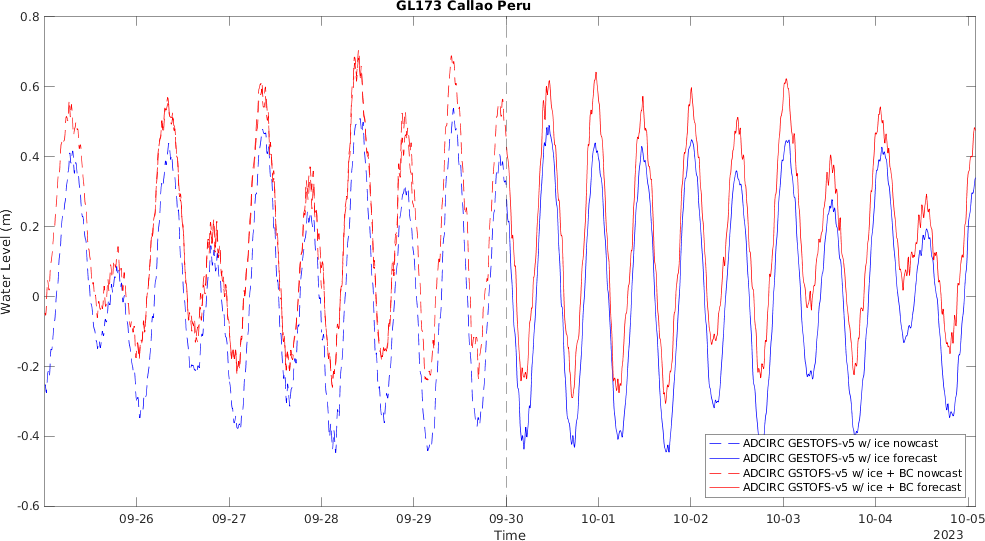 GL173 Callao Peru
0.8
0.6
0.4
0.2
0
-0.2
-0.4
-0.6
Water Level (m)
ADCIRC GESTOFS-v5 w/ ice nowcast
ADCIRC GESTOFS-v5 w/ ice forecast
ADCIRC GSTOFS-v5 w/ ice + BC nowcast
ADCIRC GSTOFS-v5 w/ ice + BC forecast
09-26 09-27 09-28 09-29 09-30 10-01 10-02 10-03 10-04 10-05
Time
2023